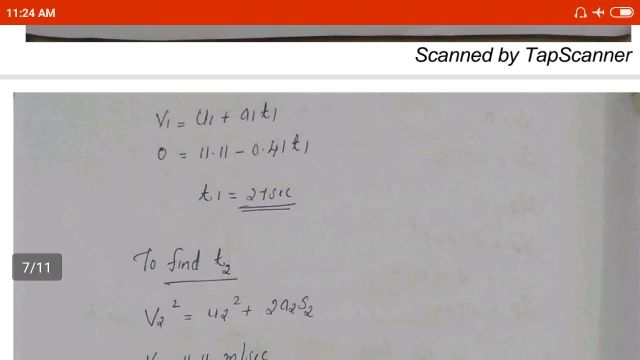 11:24 AM
Scanned by TapScanner
V₁ = u₁ + a₁t₁
0 = 11.11 - 0.41t₁
t₁ = 27sec
7/11
To find t₂
V₂² = u₂² + 2a₂s₂